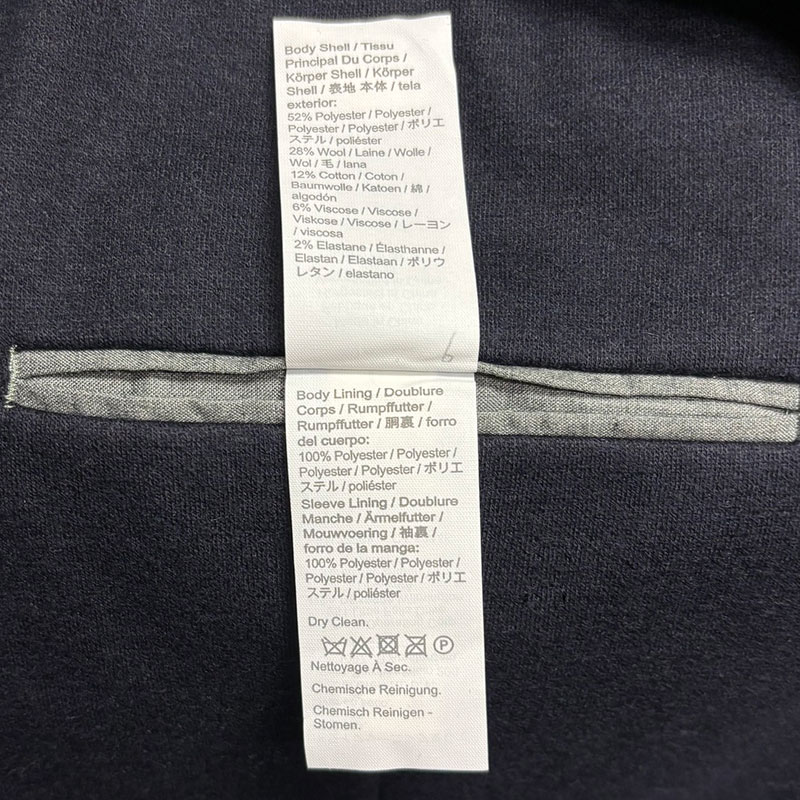 Body Shell / Tissu
Principal Du Corps /
Körper Shell / Körper
Shell / 表地 本体 / tela
exterior:
52% Polyester / Polyester /
Polyester / Polyester / ポリエ
ステル / poliéster
28% Wool / Laine / Wolle /
Wol / 毛 / lana
12% Cotton / Coton /
Baumwolle / Katoen / 綿 /
algodón
6% Viscose / Viscose /
Viskose / Viscose / レーヨン
/ viscosa
2% Elastane / Élasthanne /
Elastan / Elastaan / ポリウ
レタン / elastano
6
Body Lining / Doublure
Corps / Rumpffutter /
Rumpffutter / 胴裏 / forro
del cuerpo:
100% Polyester / Polyester /
Polyester / Polyester / ポリエ
ステル / poliéster
Sleeve Lining / Doublure
Manche / Ärmelfutter /
Mouwvoering / 袖裏 /
forro de la manga:
100% Polyester / Polyester /
Polyester / Polyester / ポリエ
ステル / poliéster
Dry Clean.
P
Nettoyage À Sec.
Chemische Reinigung.
Chemisch Reinigen -
Stomen.